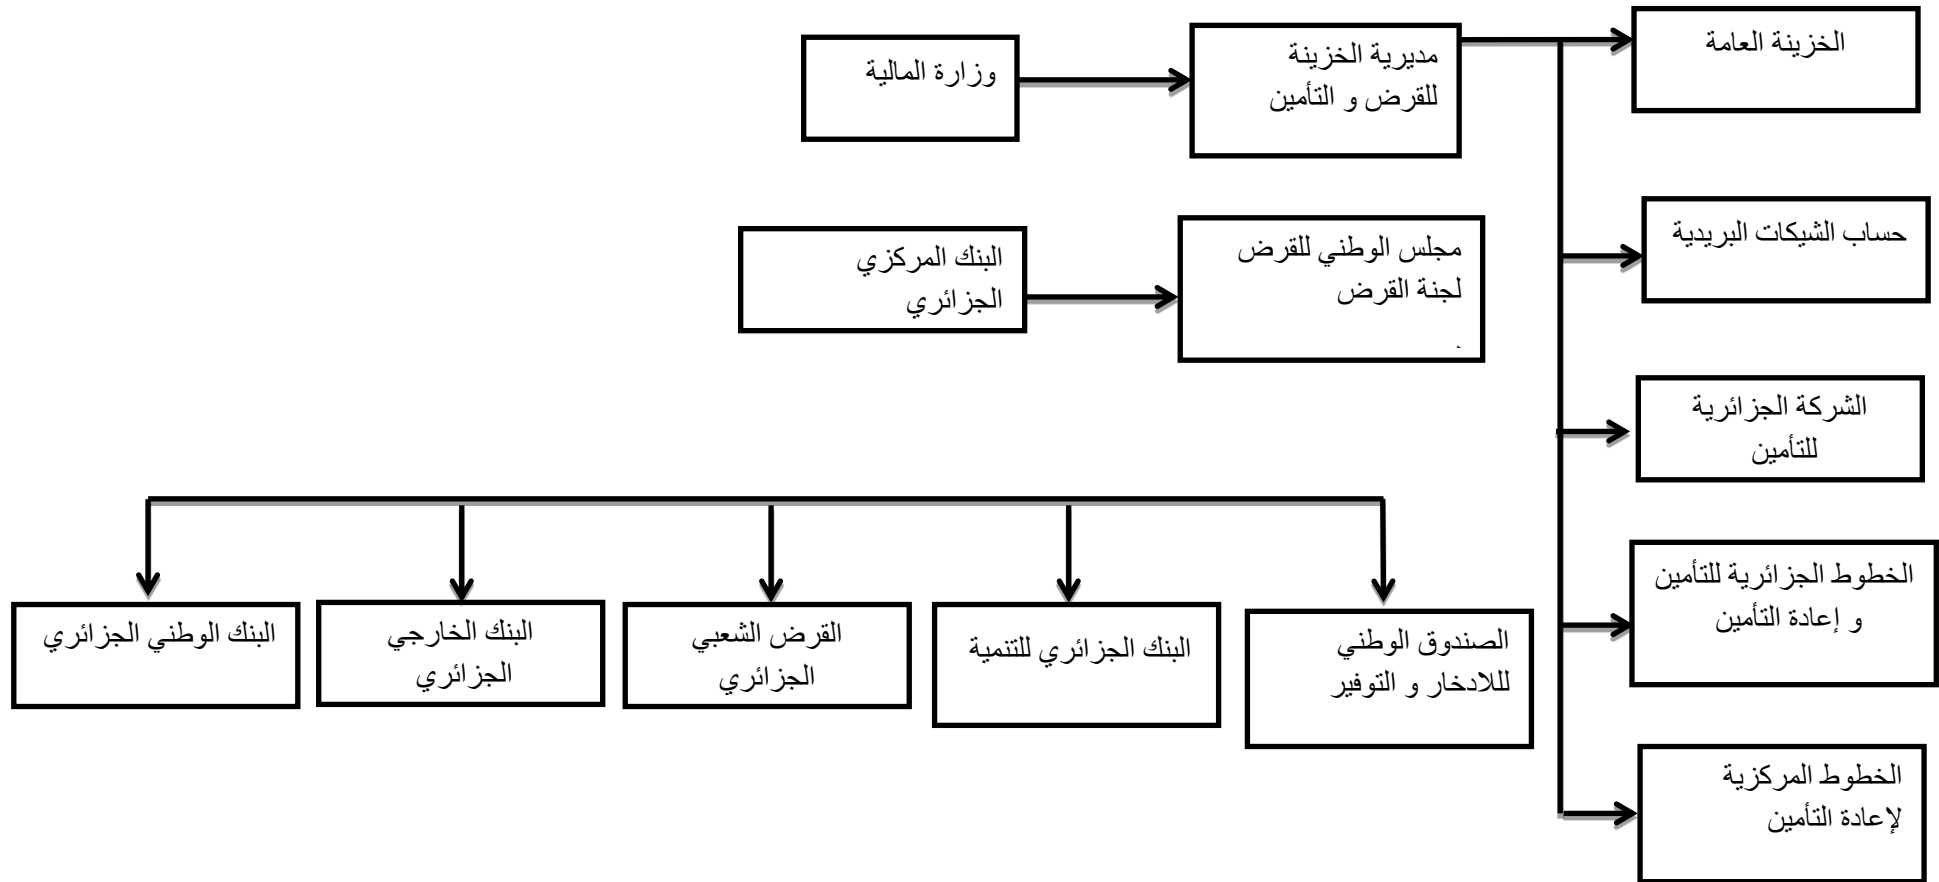 الخزينة العامة
مديرية الخزينة
للقرض و التأمين
وزارة المالية
حساب الشيكات البريدية
مجلس الوطني للقرض
لجنة القرض
.
البنك المركزي
الجزائري
الشركة الجزائرية
للتأمين
الخطوط الجزائرية للتأمين
و إعادة التأمين
الصندوق الوطني
للادخار و التوفير
البنك الجزائري للتنمية
القرض الشعبي
الجزائري
البنك الخارجي
الجزائري
البنك الوطني الجزائري
الخطوط المركزية
لإعادة التأمين